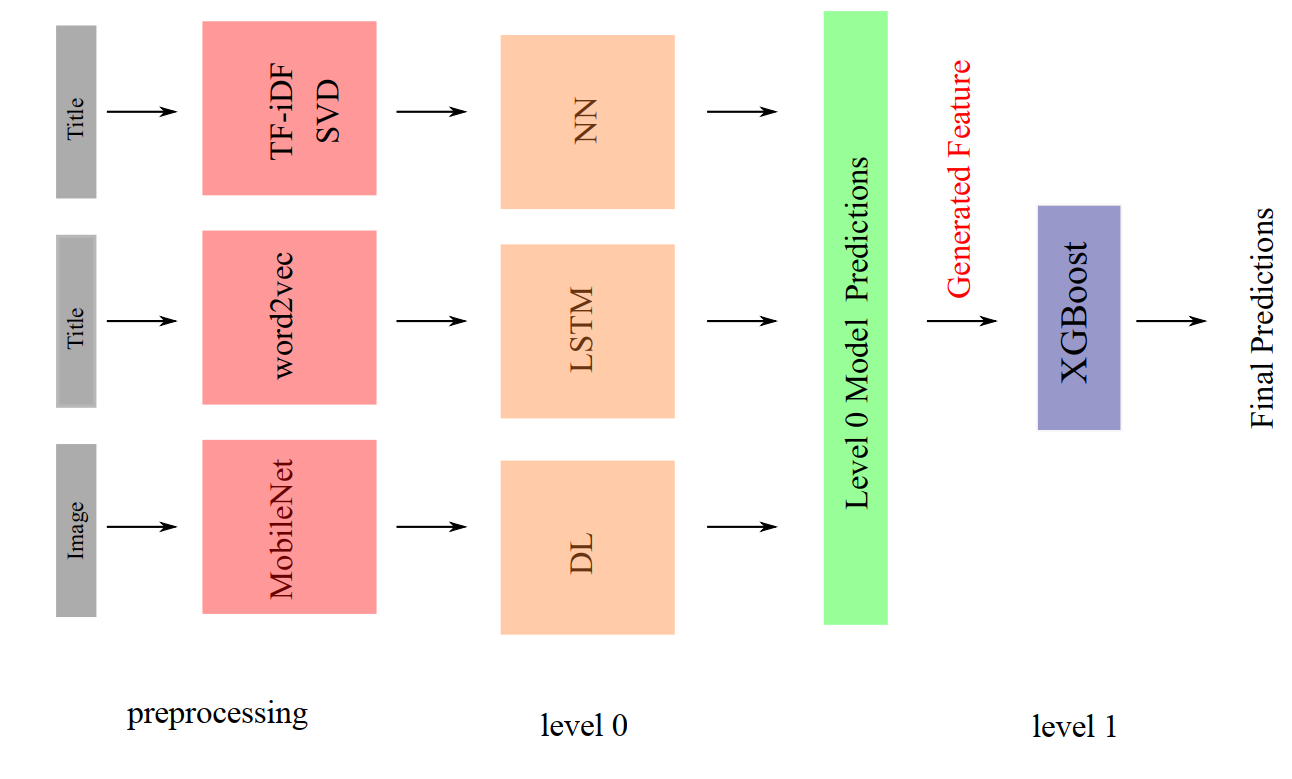 Title
TF-iDF
SVD
NN
Title
word2vec
LSTM
Image
MobileNet
DL
Level 0 Model Predictions
Generated Feature
XGBoost
Final Predictions
preprocessing
level 0
level 1